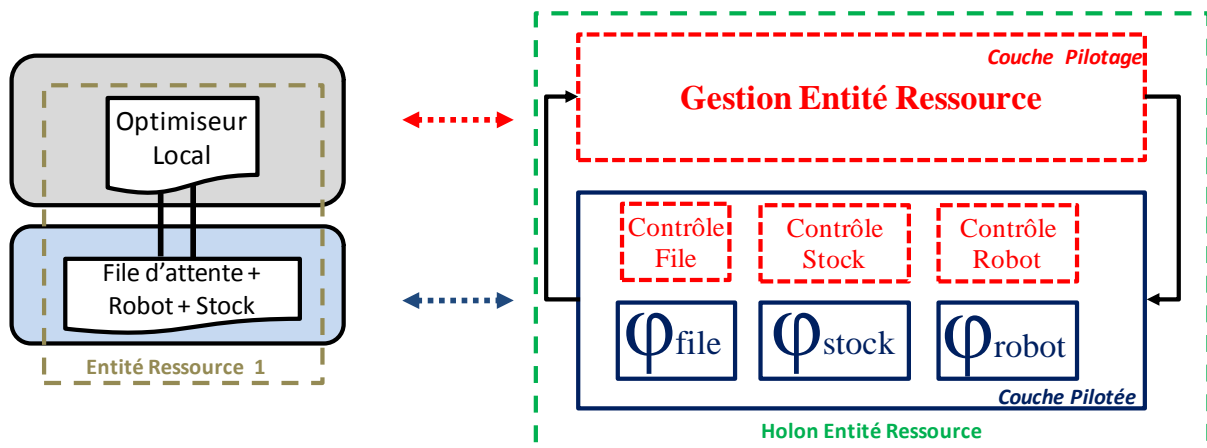 Optimiseur
Local
File d'attente +
Robot + Stock
Entité Ressource 1
Couche Pilotage
Gestion Entité Ressource
Contrôle
File
Contrôle
Stock
Contrôle
Robot
φfile
φstock
φrobot
Couche Pilotée
Holon Entité Ressource